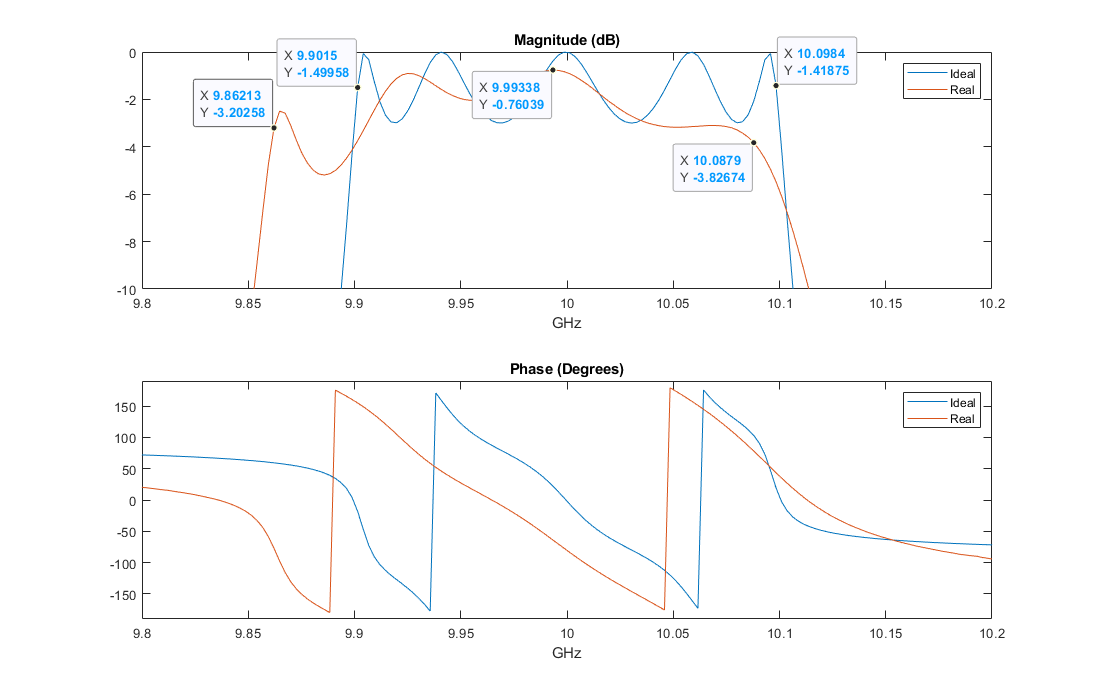 Magnitude (dB)
X 9.9015
Y -1.49958
X 10.0984
Y -1.41875
X 9.86213
Y -3.20258
X 9.99338
Y -0.76039
X 10.0879
Y -3.82674
Ideal
Real
0
-2
-4
-6
-8
-10
9.8 9.85 9.9 9.95 10 10.05 10.1 10.15 10.2
GHz
Phase (Degrees)
Ideal
Real
150
100
50
0
-50
-100
-150
9.8 9.85 9.9 9.95 10 10.05 10.1 10.15 10.2
GHz